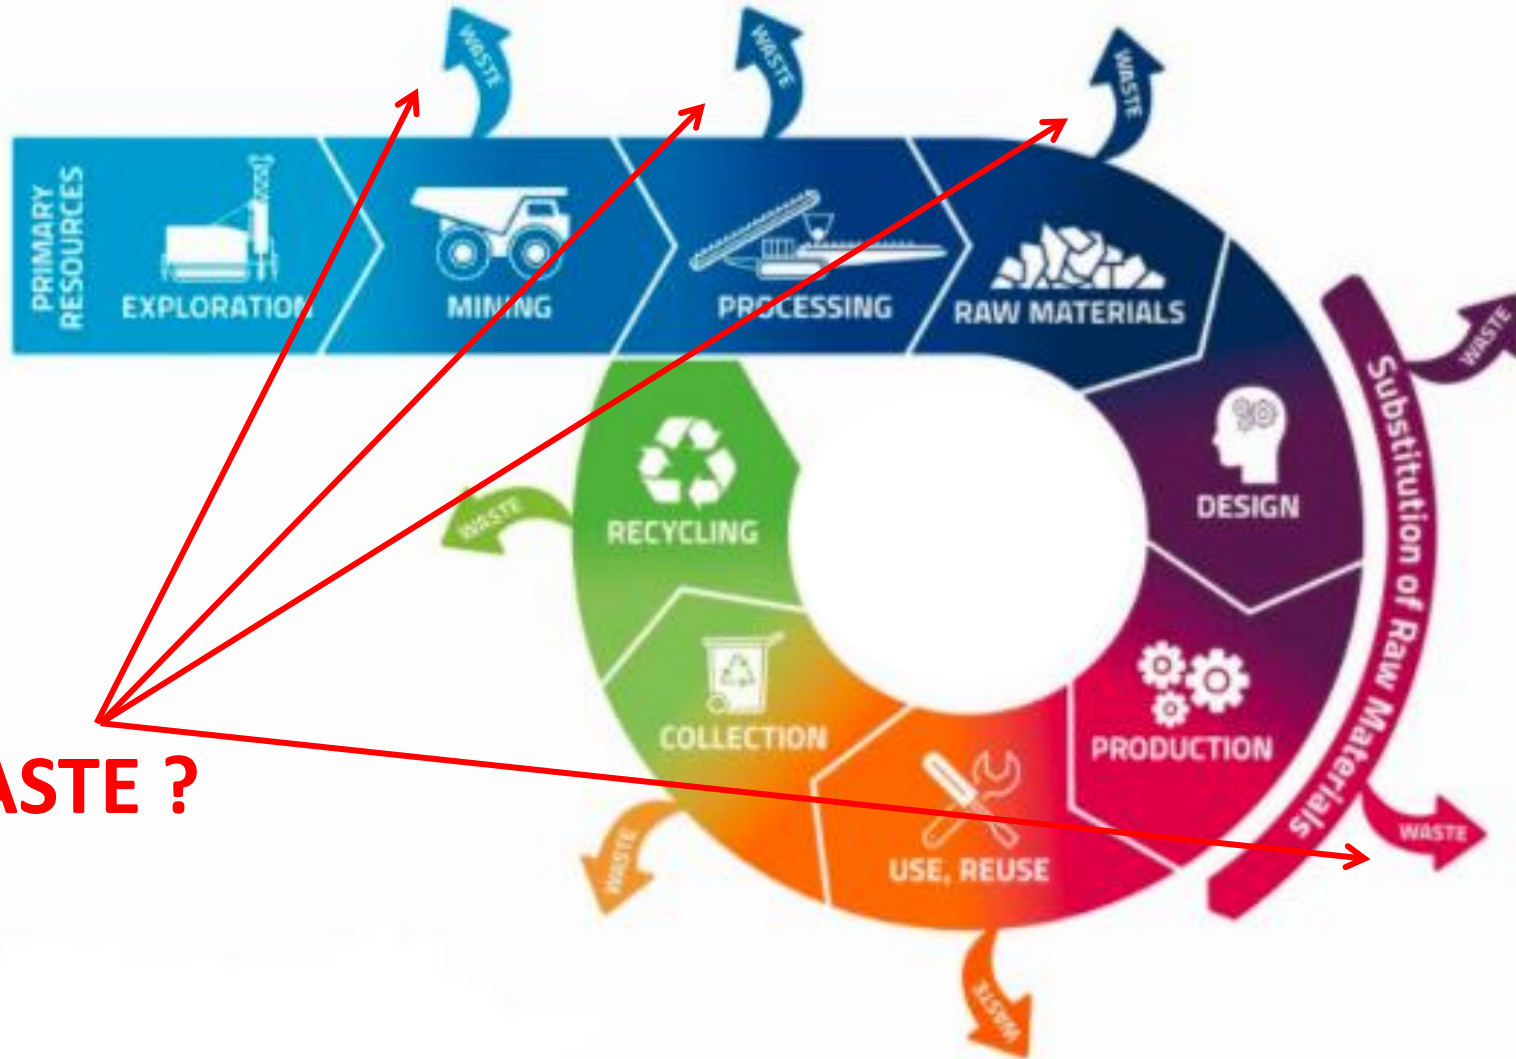 WASTE
WASTE
WASTE
PRIMARY
RESOURCES
EXPLORATION
MINING
PROCESSING
RAW MATERIALS
WASTE
Substitution of Raw Materials
DESIGN
RECYCLING
WASTE
COLLECTION
PRODUCTION
USE, REUSE
WASTE
WASTE
WASTE
ASTE ?